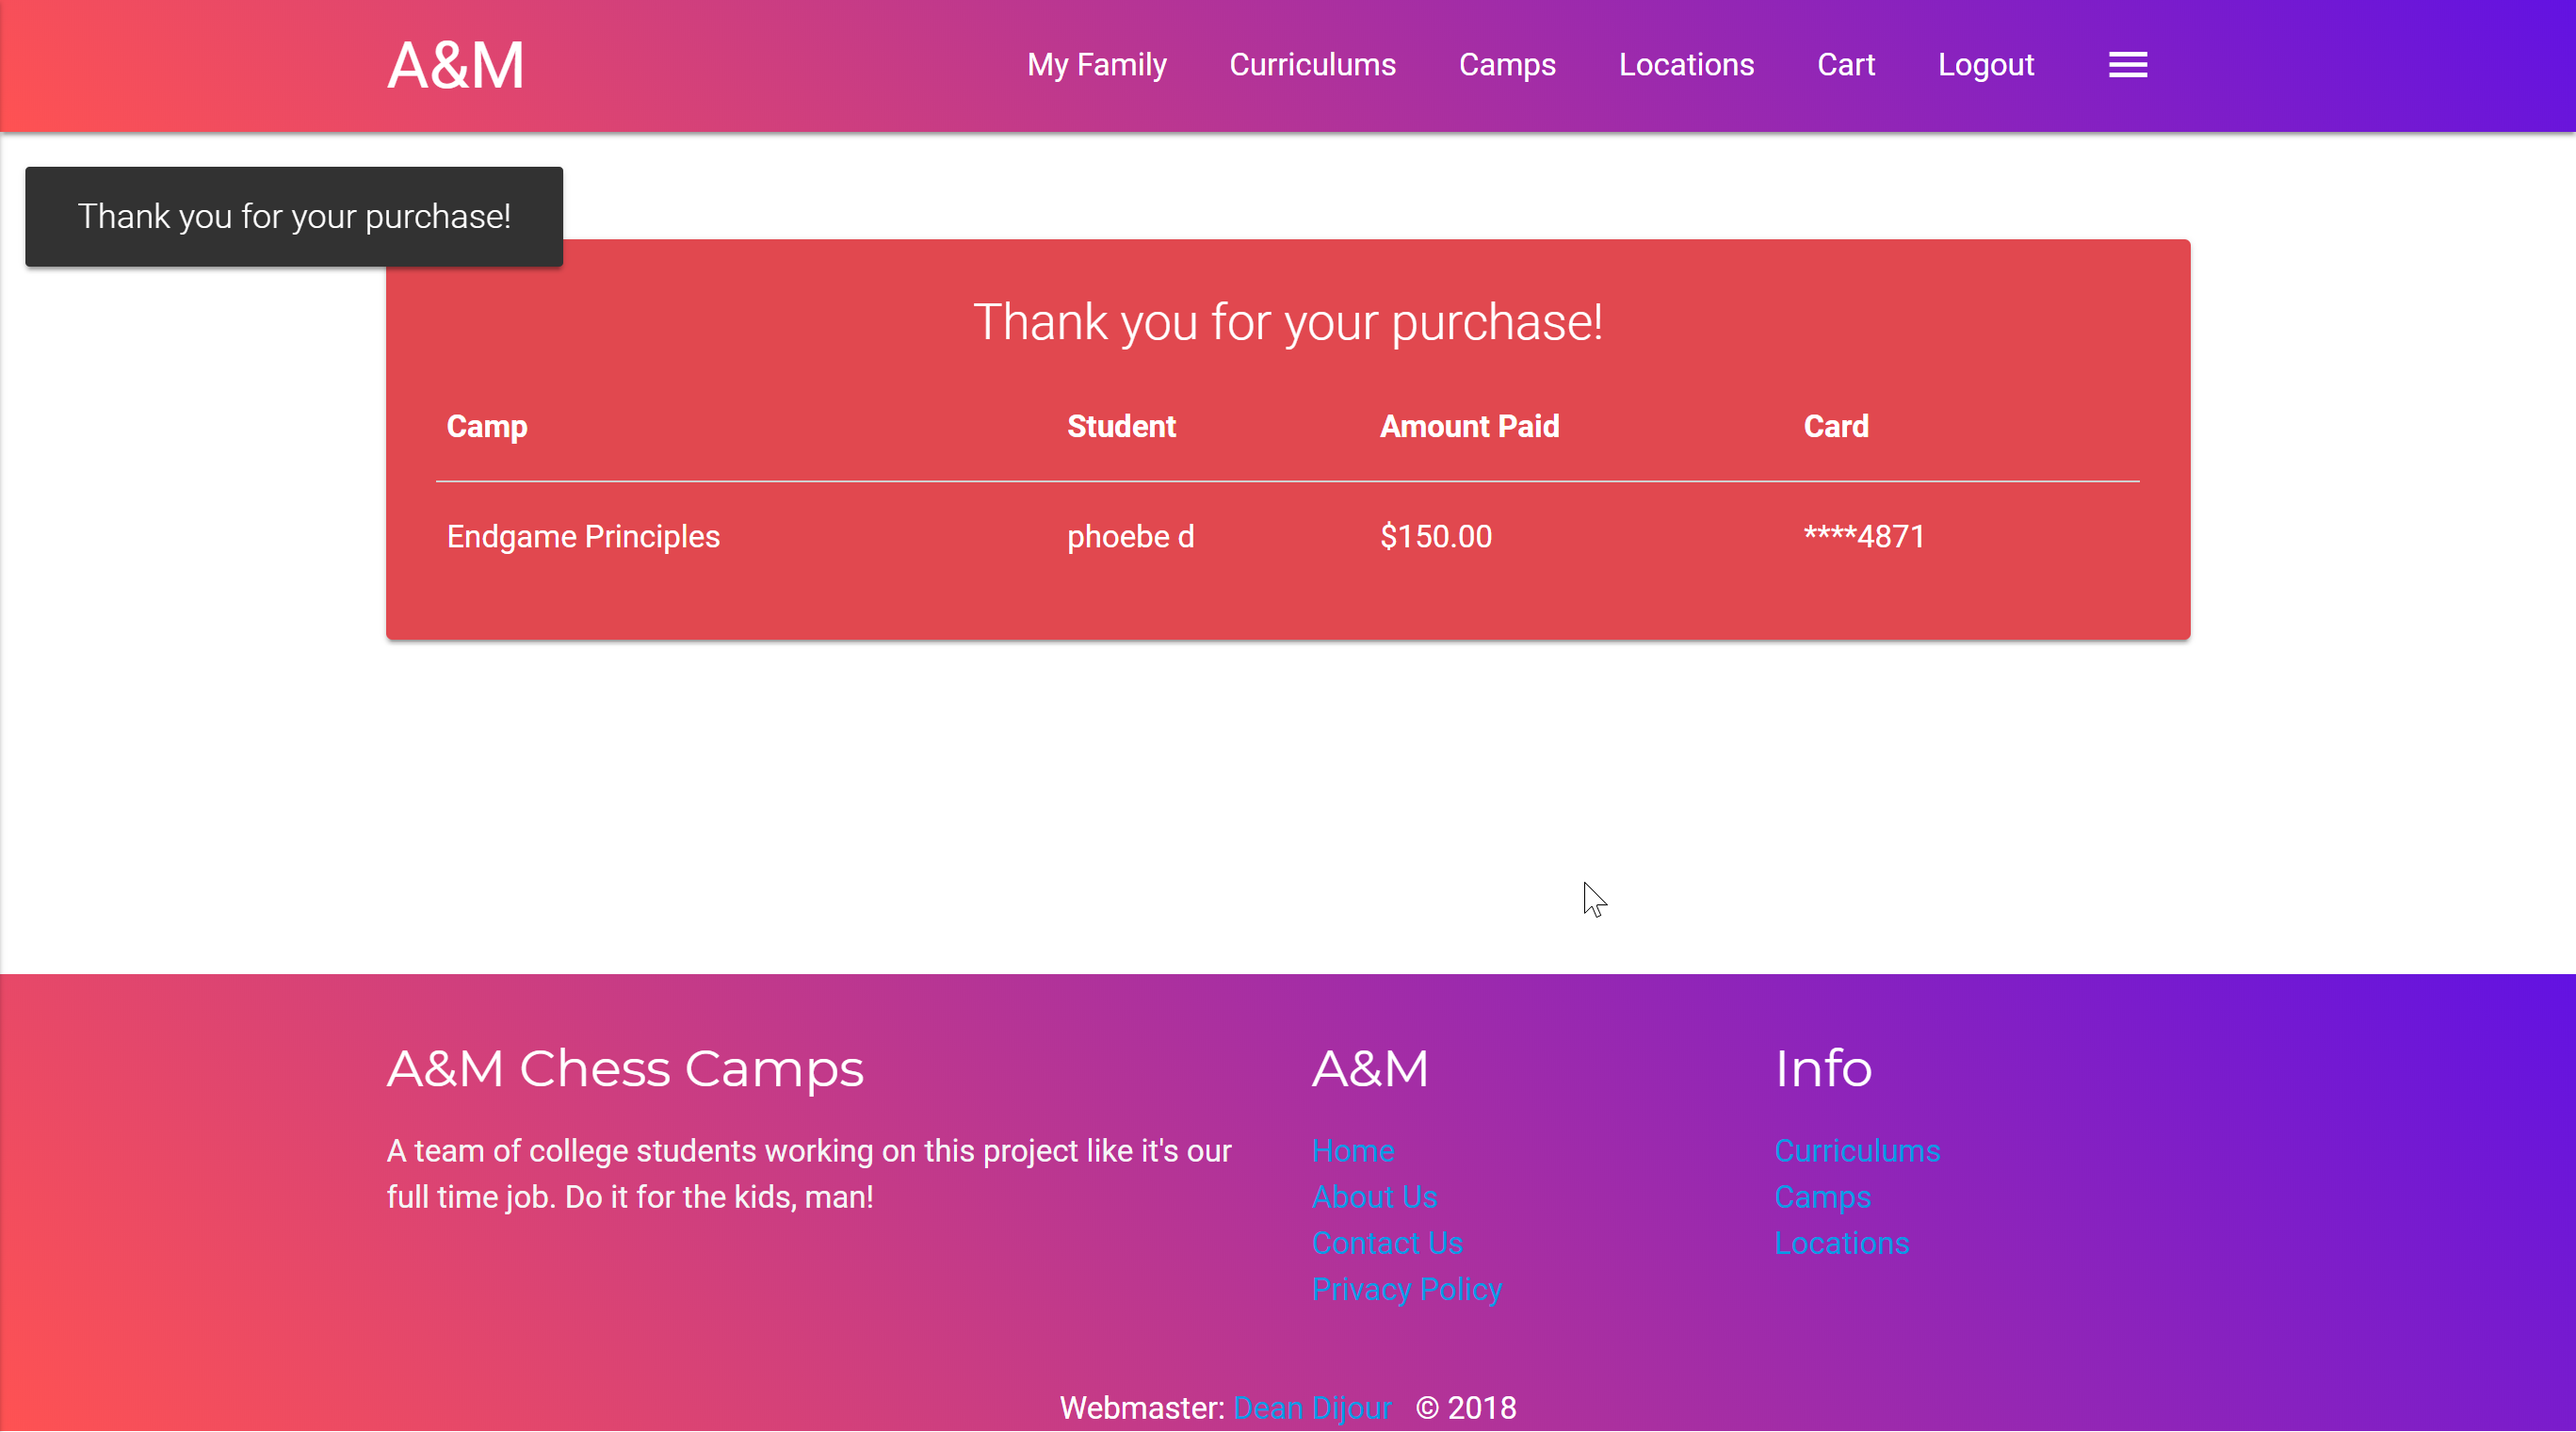 A&M
My Family Curriculums Camps Locations Cart Logout
Thank you for your purchase!
Thank you for your purchase!
Camp Student Amount Paid Card
Endgame Principles phoebe d $150.00 ****4871
A&M Chess Camps
A team of college students working on this project like it's our
full time job. Do it for the kids, man!
A&M
Home
About Us
Contact Us
Privacy Policy
Info
Curriculums
Camps
Locations
Webmaster: Dean Dijour © 2018